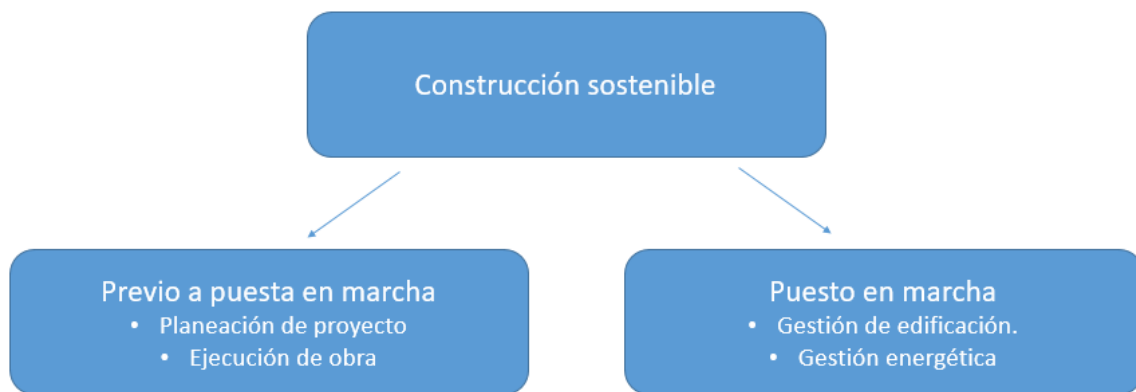 Construcción sostenible
Previo a puesta en marcha
• Planeación de proyecto
• Ejecución de obra
Puesto en marcha
• Gestión de edificación.
• Gestión energética